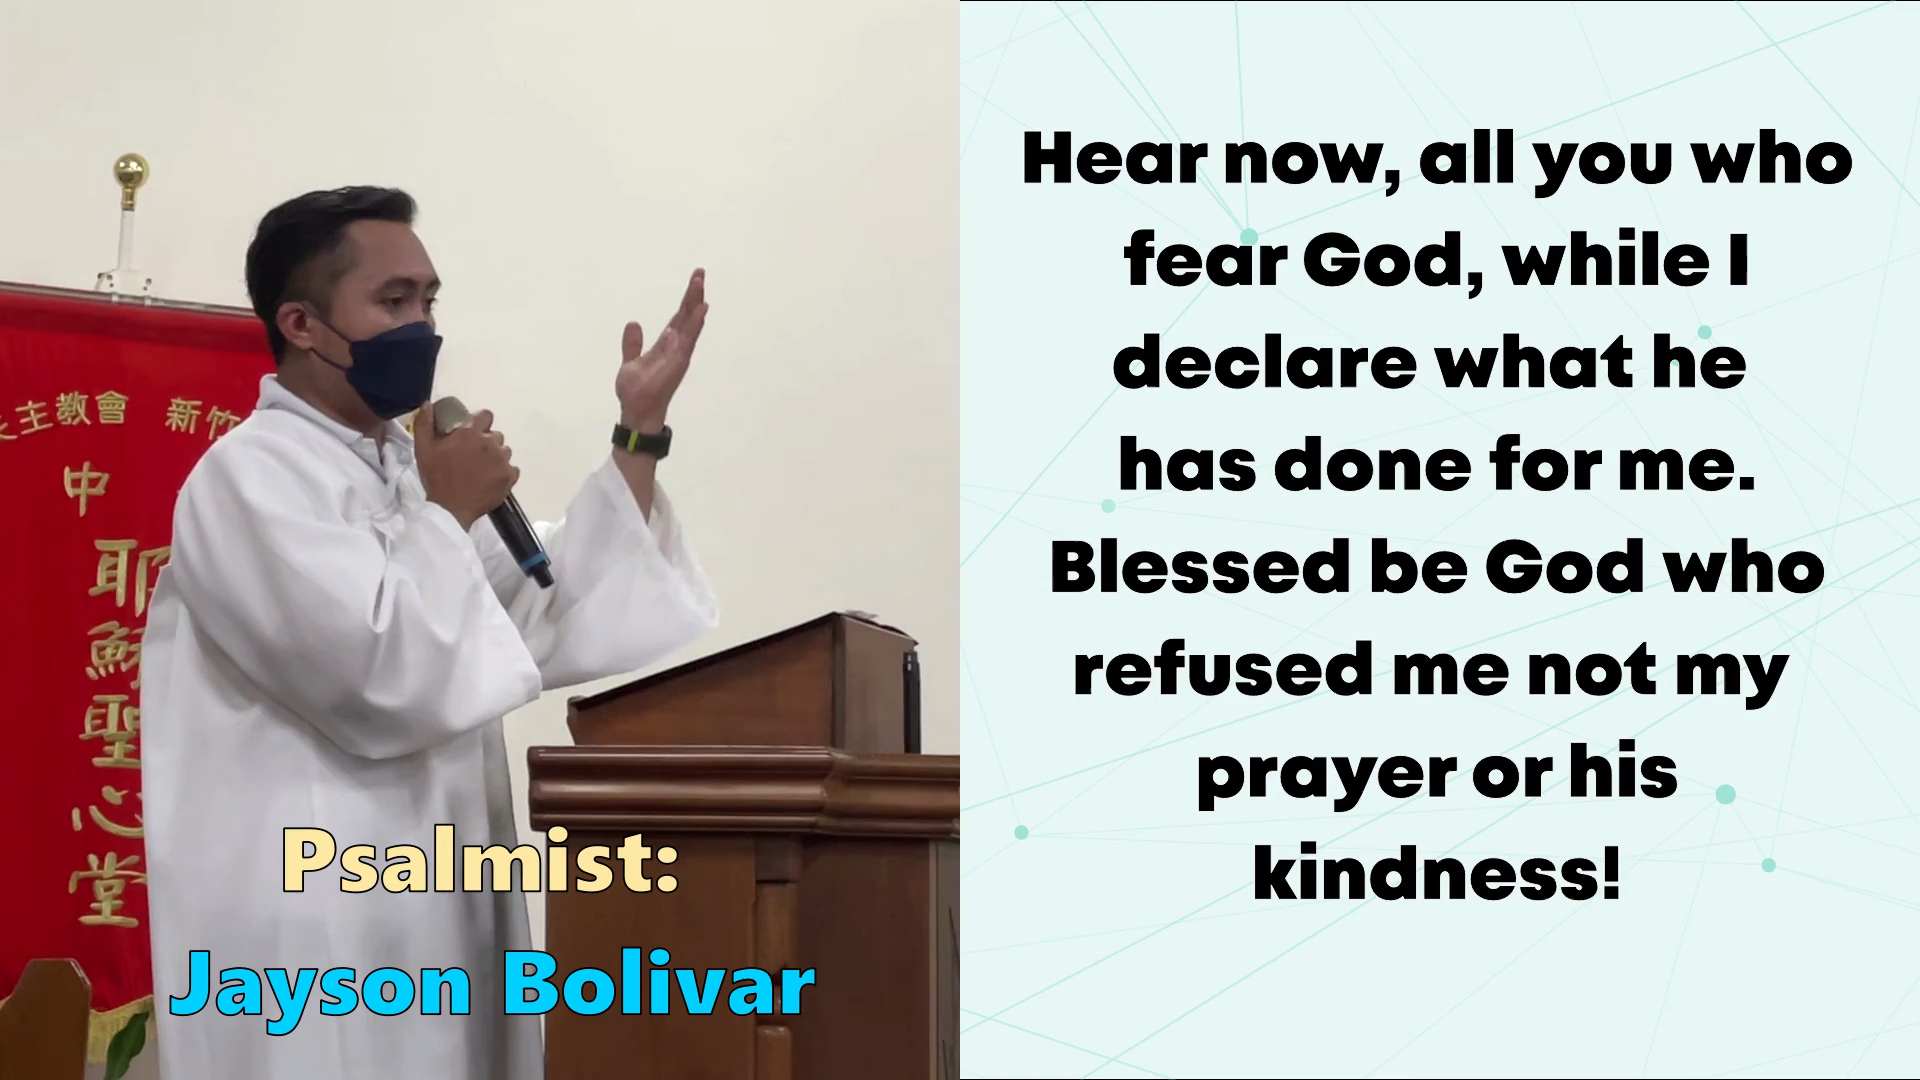 主教會 新竹
中
耶
穌
聖
心
堂
Psalmist:
Jayson Bolivar
Hear now, all you who
fear God, while I
declare what he
has done for me.
Blessed be God who
refused me not my
prayer or his
kindness!